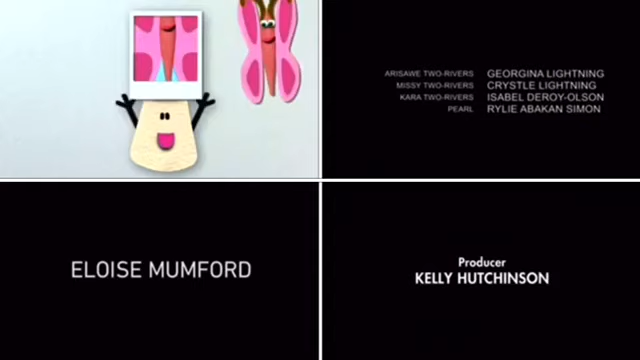 ARISAWE TWO-RIVERS GEORGINA LIGHTNING
MISSY TWO-RIVERS CRYSTLE LIGHTNING
KARA TWO-RIVERS ISABEL DEROY-OLSON
PEARL RYLIE ABAKAN SIMON
ELOISE MUMFORD
Producer
KELLY HUTCHINSON